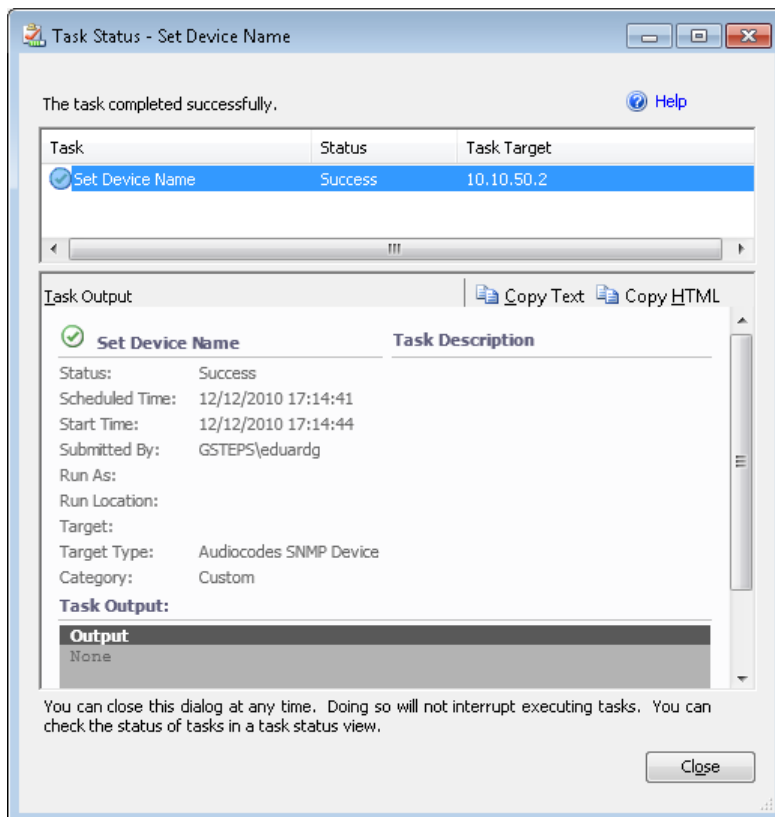 Task Status - Set Device Name
The task completed successfully.
Help
Task Status Task Target
Set Device Name Success 10.10.50.2
Task Output Copy Text Copy HTML
Set Device Name Task Description
Status: Success
Scheduled Time: 12/12/2010 17:14:41
Start Time: 12/12/2010 17:14:44
Submitted By: GSTEPS\eduardg
Run As:
Run Location:
Target:
Target Type: Audiocodes SNMP Device
Category: Custom
Task Output:
Output
None
You can close this dialog at any time. Doing so will not interrupt executing tasks. You can
check the status of tasks in a task status view.
Close